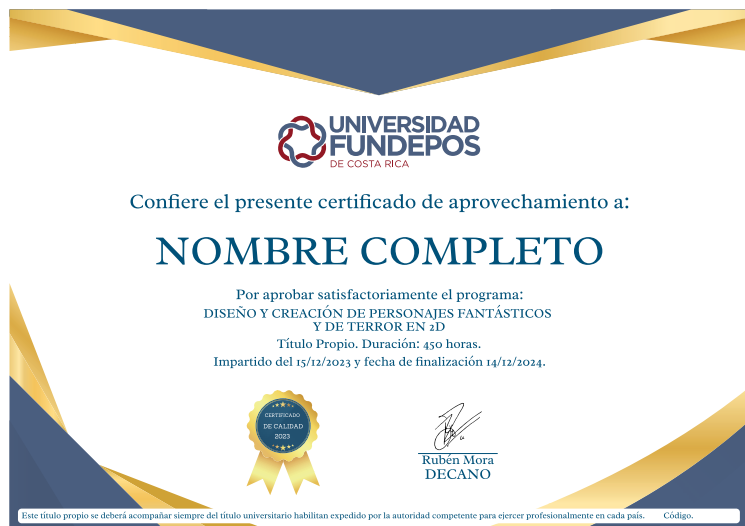 UNIVERSIDAD
FUNDEPOS
DE COSTA RICA
Confiere el presente certificado de aprovechamiento a:
NOMBRE COMPLETO
Por aprobar satisfactoriamente el programa:
DISEÑO Y CREACIÓN DE PERSONAJES FANTÁSTICOS
Y DE TERROR EN 2D
Título Propio. Duración: 450 horas.
Impartido del 15/12/2023 y fecha de finalización 14/12/2024.
CERTIFICADO
DE CALIDAD
2023
Rubén Mora
DECANO
Este titulo propio se deberá acompañar siempre del título universitario habilitan expedido por la autoridad competente para ejercer profesionalmente en cada país. Código.